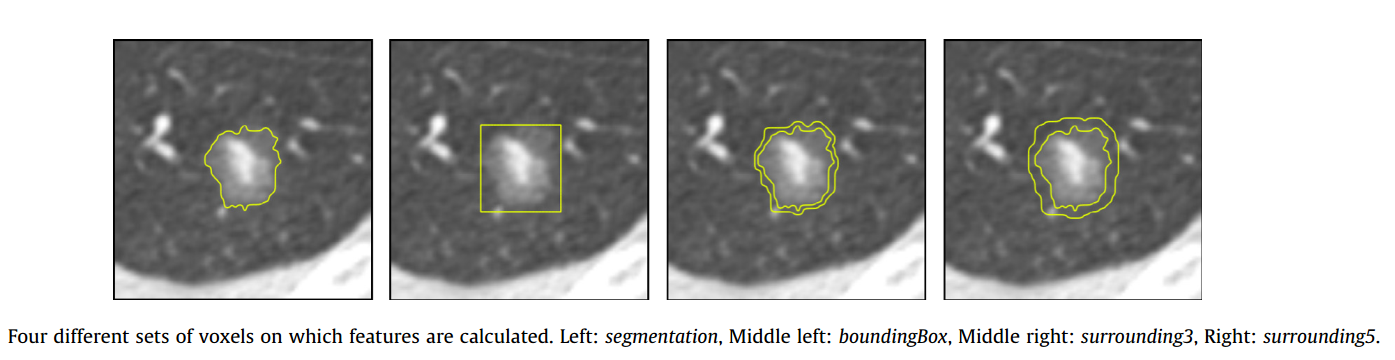 Four different sets of voxels on which features are calculated. Left: segmentation, Middle left: boundingBox, Middle right: surrounding3, Right: surrounding5.